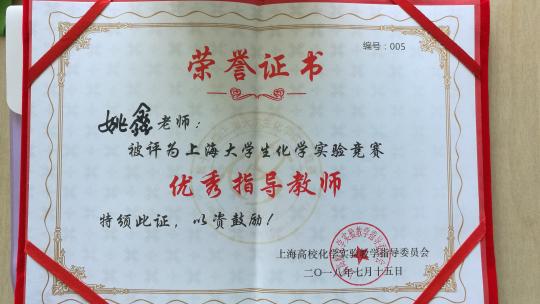 编号：005
荣誉证书
姚鑫老师：
被评为上海大学生化学实验竞赛
优秀指导教师
特颁此证，以资鼓励！
上海高校化学实验教学指导委员会
二〇一八年七月十五日